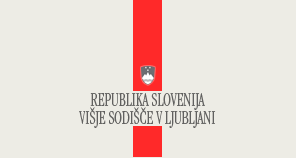 REPUBLIKA SLOVENIJA
VIŠJE SODIŠČE V LJUBLJANI